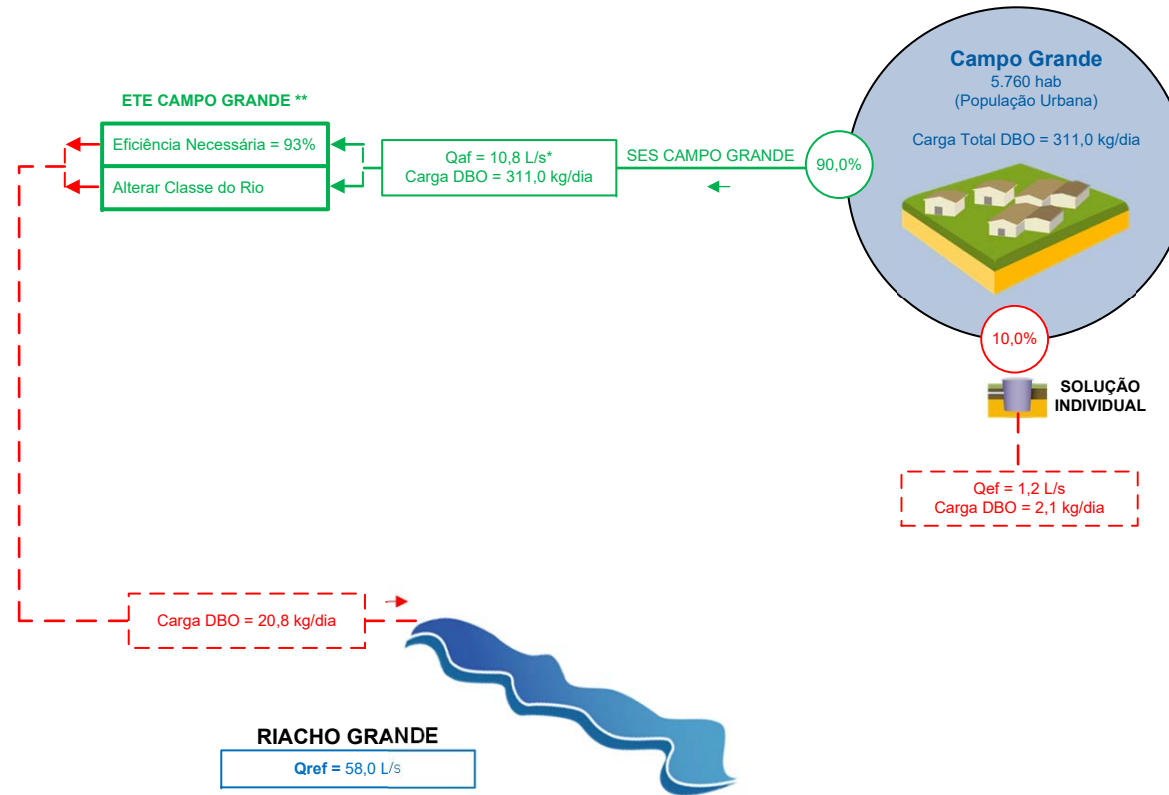 Campo Grande
5.760 hab
(População Urbana)
Carga Total DBO = 311,0 kg/dia
ETE CAMPO GRANDE **
Eficiência Necessária = 93%
Alterar Classe do Rio
Qaf = 10,8 L/s*
Carga DBO = 311,0 kg/dia
SES CAMPO GRANDE
90,0%
10,0%
SOLUÇÃO
INDIVIDUAL
Qef = 1,2 L/s
Carga DBO = 2,1 kg/dia
Carga DBO = 20,8 kg/dia
RIACHO GRANDE
Qref = 58,0 L/s